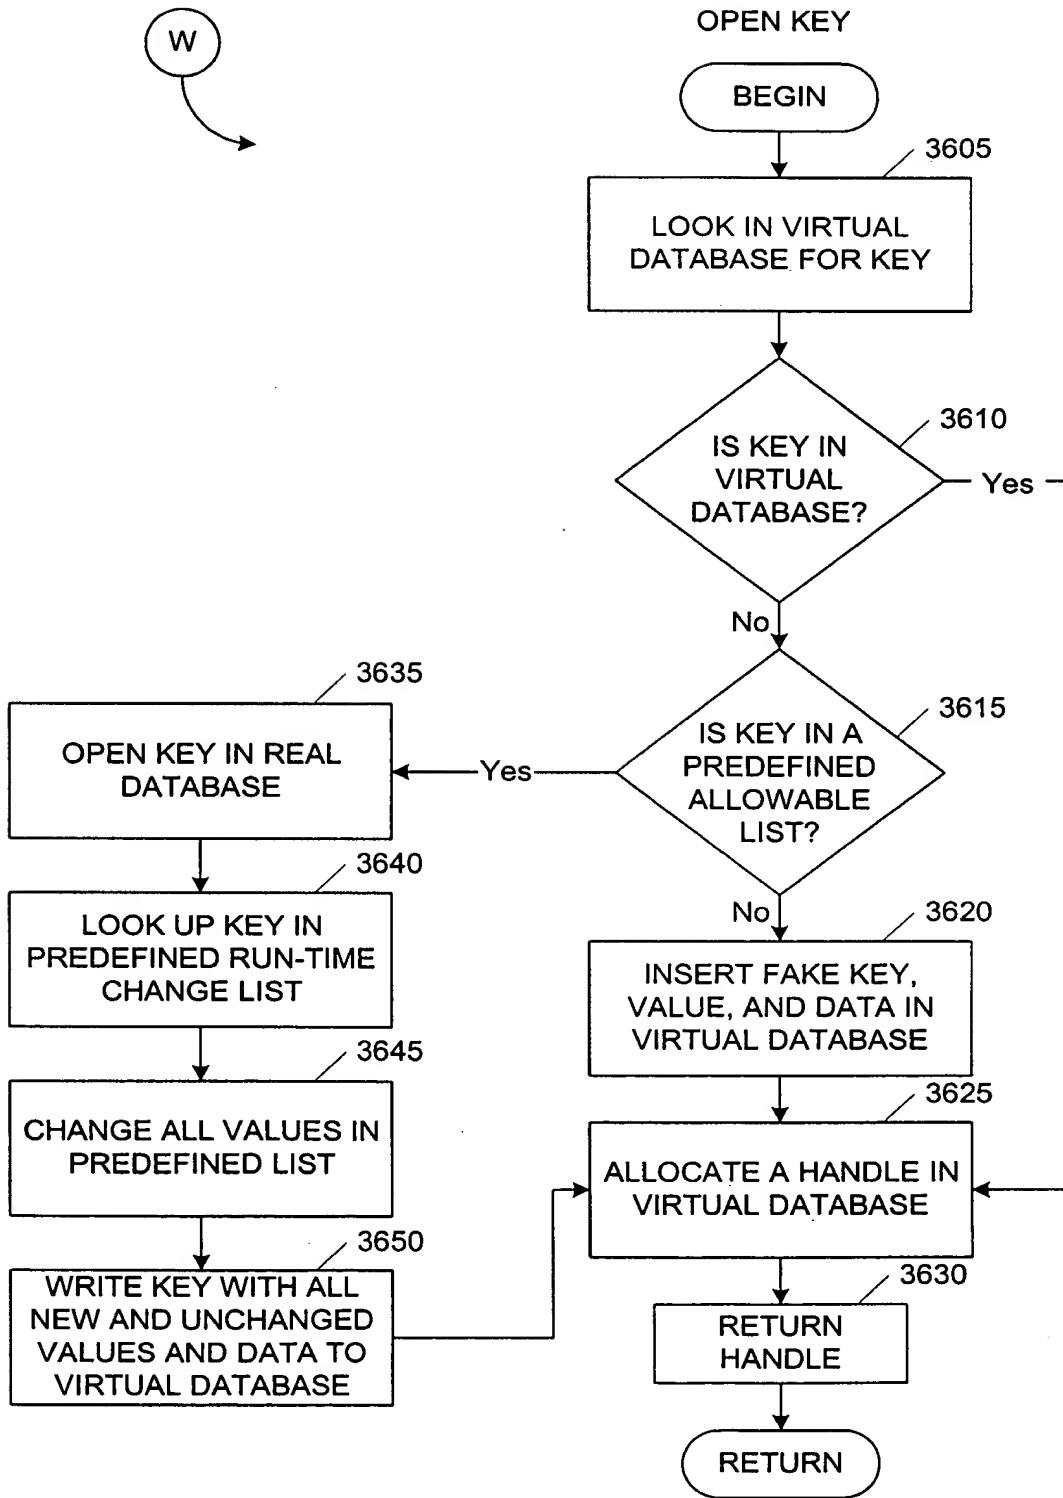 W
OPEN KEY
BEGIN
3605
LOOK IN VIRTUAL
DATABASE FOR KEY
3610
IS KEY IN
VIRTUAL
DATABASE?
Yes
No
3615
IS KEY IN A
PREDEFINED
ALLOWABLE
LIST?
Yes
No
3635
OPEN KEY IN REAL
DATABASE
3640
LOOK UP KEY IN
PREDEFINED RUN-TIME
CHANGE LIST
3645
CHANGE ALL VALUES IN
PREDEFINED LIST
3650
WRITE KEY WITH ALL
NEW AND UNCHANGED
VALUES AND DATA TO
VIRTUAL DATABASE
3620
INSERT FAKE KEY,
VALUE, AND DATA IN
VIRTUAL DATABASE
3625
ALLOCATE A HANDLE IN
VIRTUAL DATABASE
3630
RETURN
HANDLE
RETURN